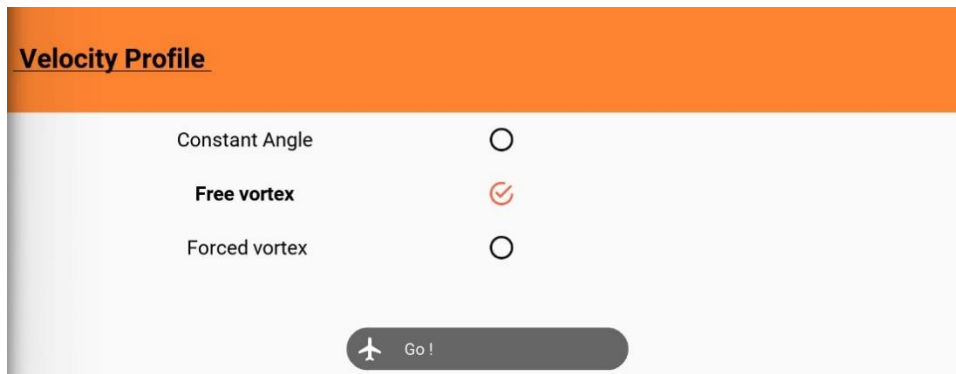 Velocity Profile
Constant Angle
Free vortex
Forced vortex
Go !